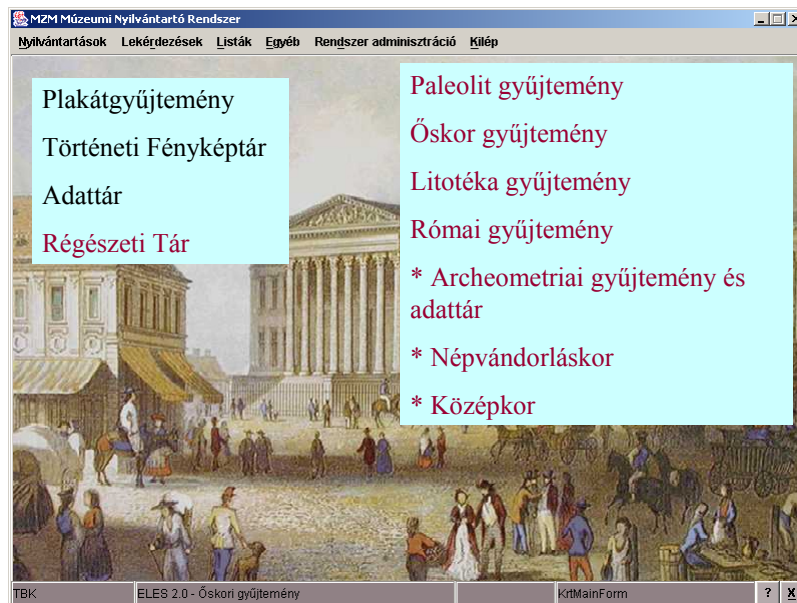 MZM Múzeumi Nyilvántartó Rendszer
Nyilvántartások Lekérdezések Listák Egyéb Rendszer adminisztráció Kilép
Plakátgyűjtemény
Történeti Fényképtár
Adattár
Régészeti Tár
Paleolit gyűjtemény
Őskor gyűjtemény
Litotéka gyűjtemény
Római gyűjtemény
* Archeometriai gyűjtemény és
adattár
* Népvándorláskor
* Középkor
TBK ELES 2.0 - Őskori gyűjtemény KrtMainForm ? X